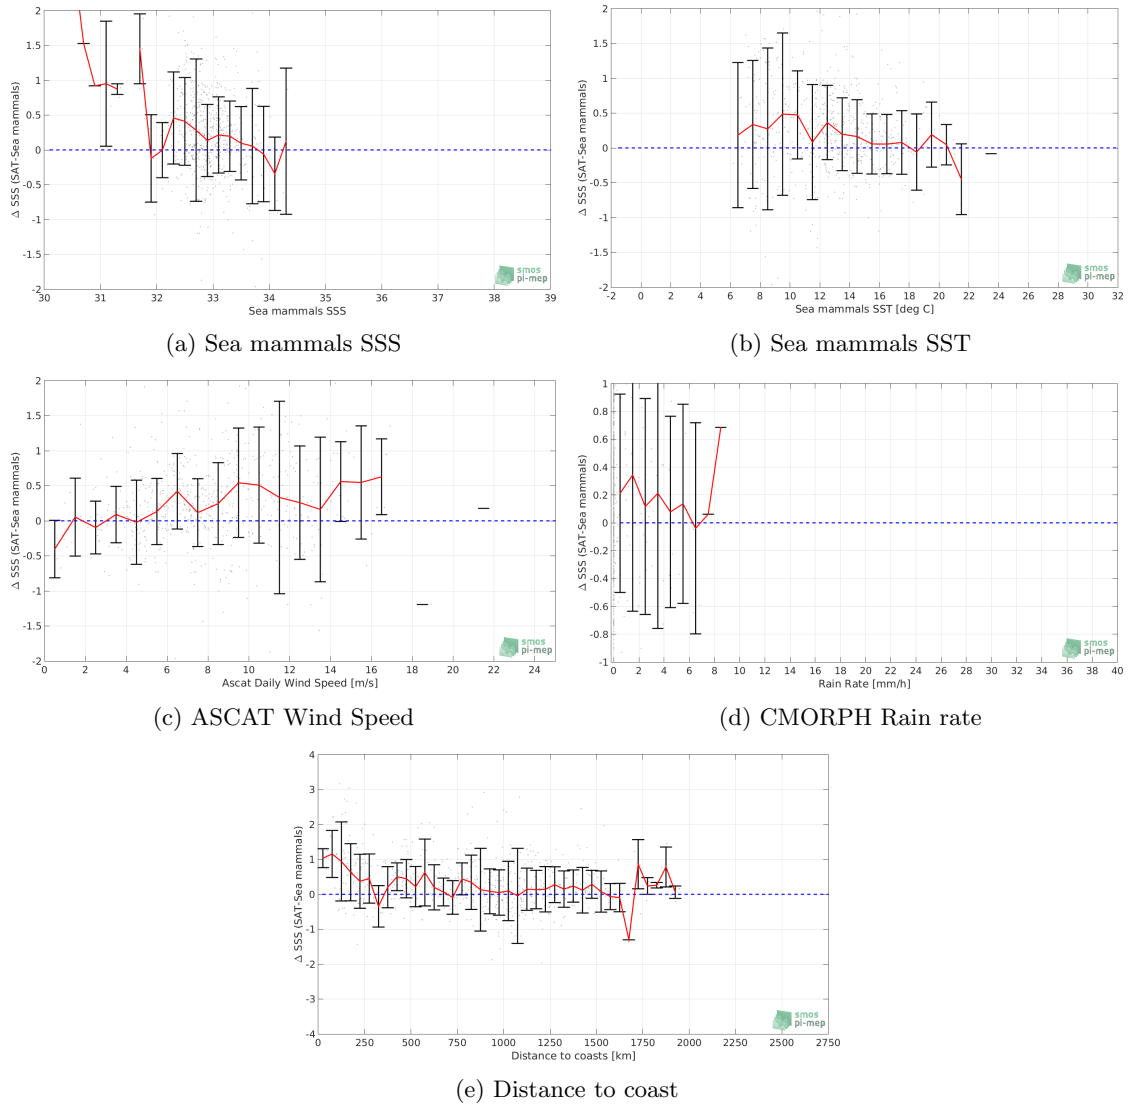 Δ SSS (SAT-Sea mammals)
2
1.5
1
0.5
0
-0.5
-1
-1.5
-2
30 31 32 33 34 35 36 37 38 39
Sea mammals SSS
smos
pi-mep
(a) Sea mammals SSS
Δ SSS (SAT-Sea mammals)
2
1.5
1
0.5
0
-0.5
-1
-1.5
-2
-2 0 2 4 6 8 10 12 14 16 18 20 22 24 26 28 30 32
Sea mammals SST [deg C]
smos
pi-mep
(b) Sea mammals SST
Δ SSS (SAT-Sea mammals)
2
1.5
1
0.5
0
-0.5
-1
-1.5
-2
0 2 4 6 8 10 12 14 16 18 20 22 24
Ascat Daily Wind Speed [m/s]
smos
pi-mep
(c) ASCAT Wind Speed
Δ SSS (SAT-Sea mammals)
1
0.8
0.6
0.4
0.2
0
-0.2
-0.4
-0.6
-0.8
-1
0 2 4 6 8 10 12 14 16 18 20 22 24 26 28 30 32 34 36 38 40
Rain Rate [mm/h]
smos
pi-mep
(d) CMORPH Rain rate
Δ SSS (SAT-Sea mammals)
4
3
2
1
0
-1
-2
-3
-4
0 250 500 750 1000 1250 1500 1750 2000 2250 2500 2750
Distance to coasts [km]
smos
pi-mep
(e) Distance to coast